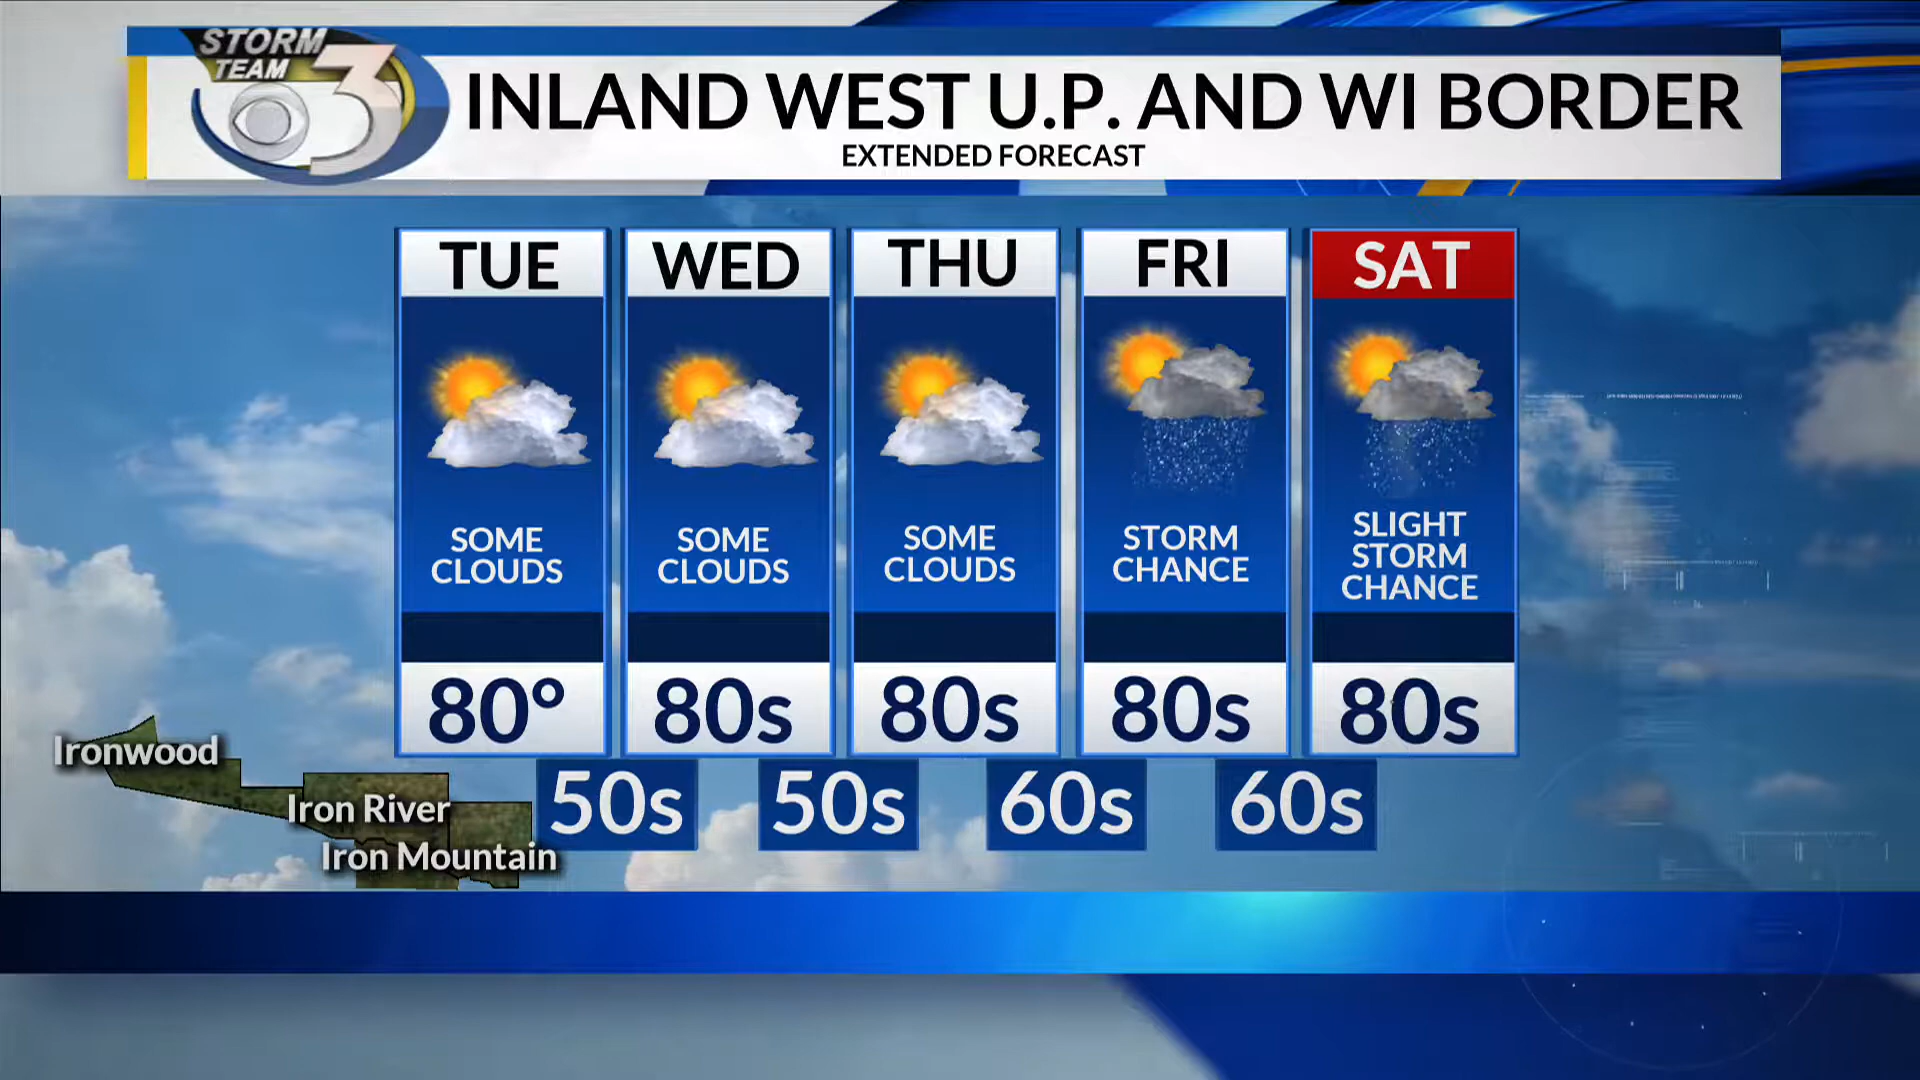 STORM
TEAM
3
INLAND WEST U.P. AND WI BORDER
EXTENDED FORECAST
TUE
WED
THU
FRI
SAT
SOME
CLOUDS
SOME
CLOUDS
SOME
CLOUDS
STORM
CHANCE
SLIGHT
STORM
CHANCE
80°
80s
80s
80s
80s
50s
50s
60s
60s
Ironwood
Iron River
Iron Mountain